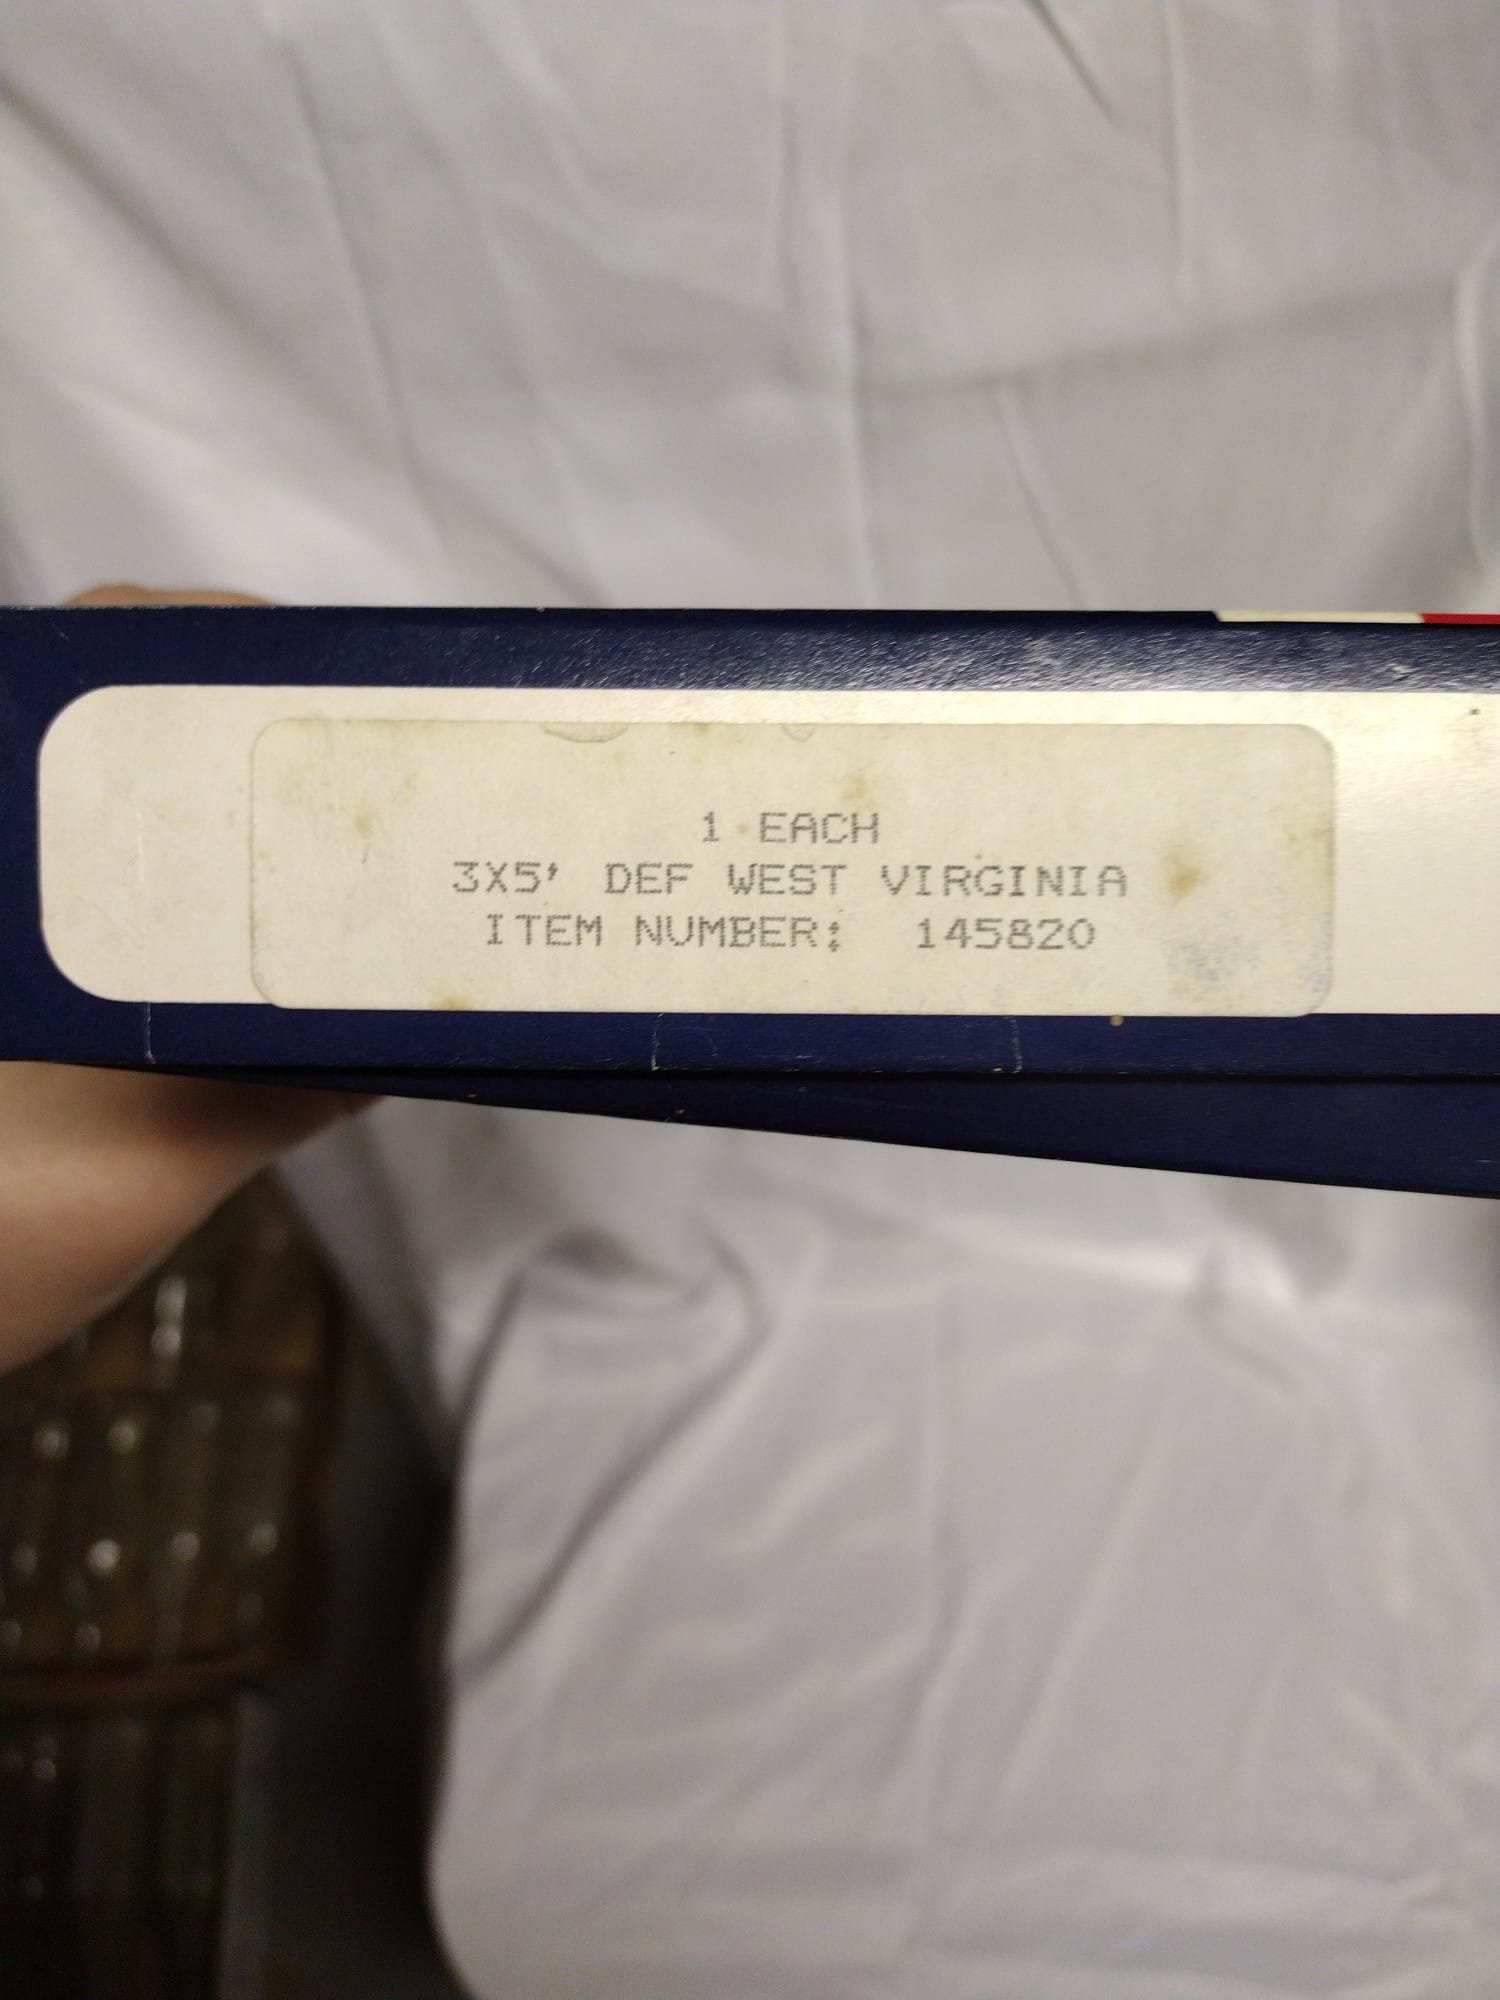 1 EACH
3X5' DEF WEST VIRGINIA
ITEM NUMBER: 145820